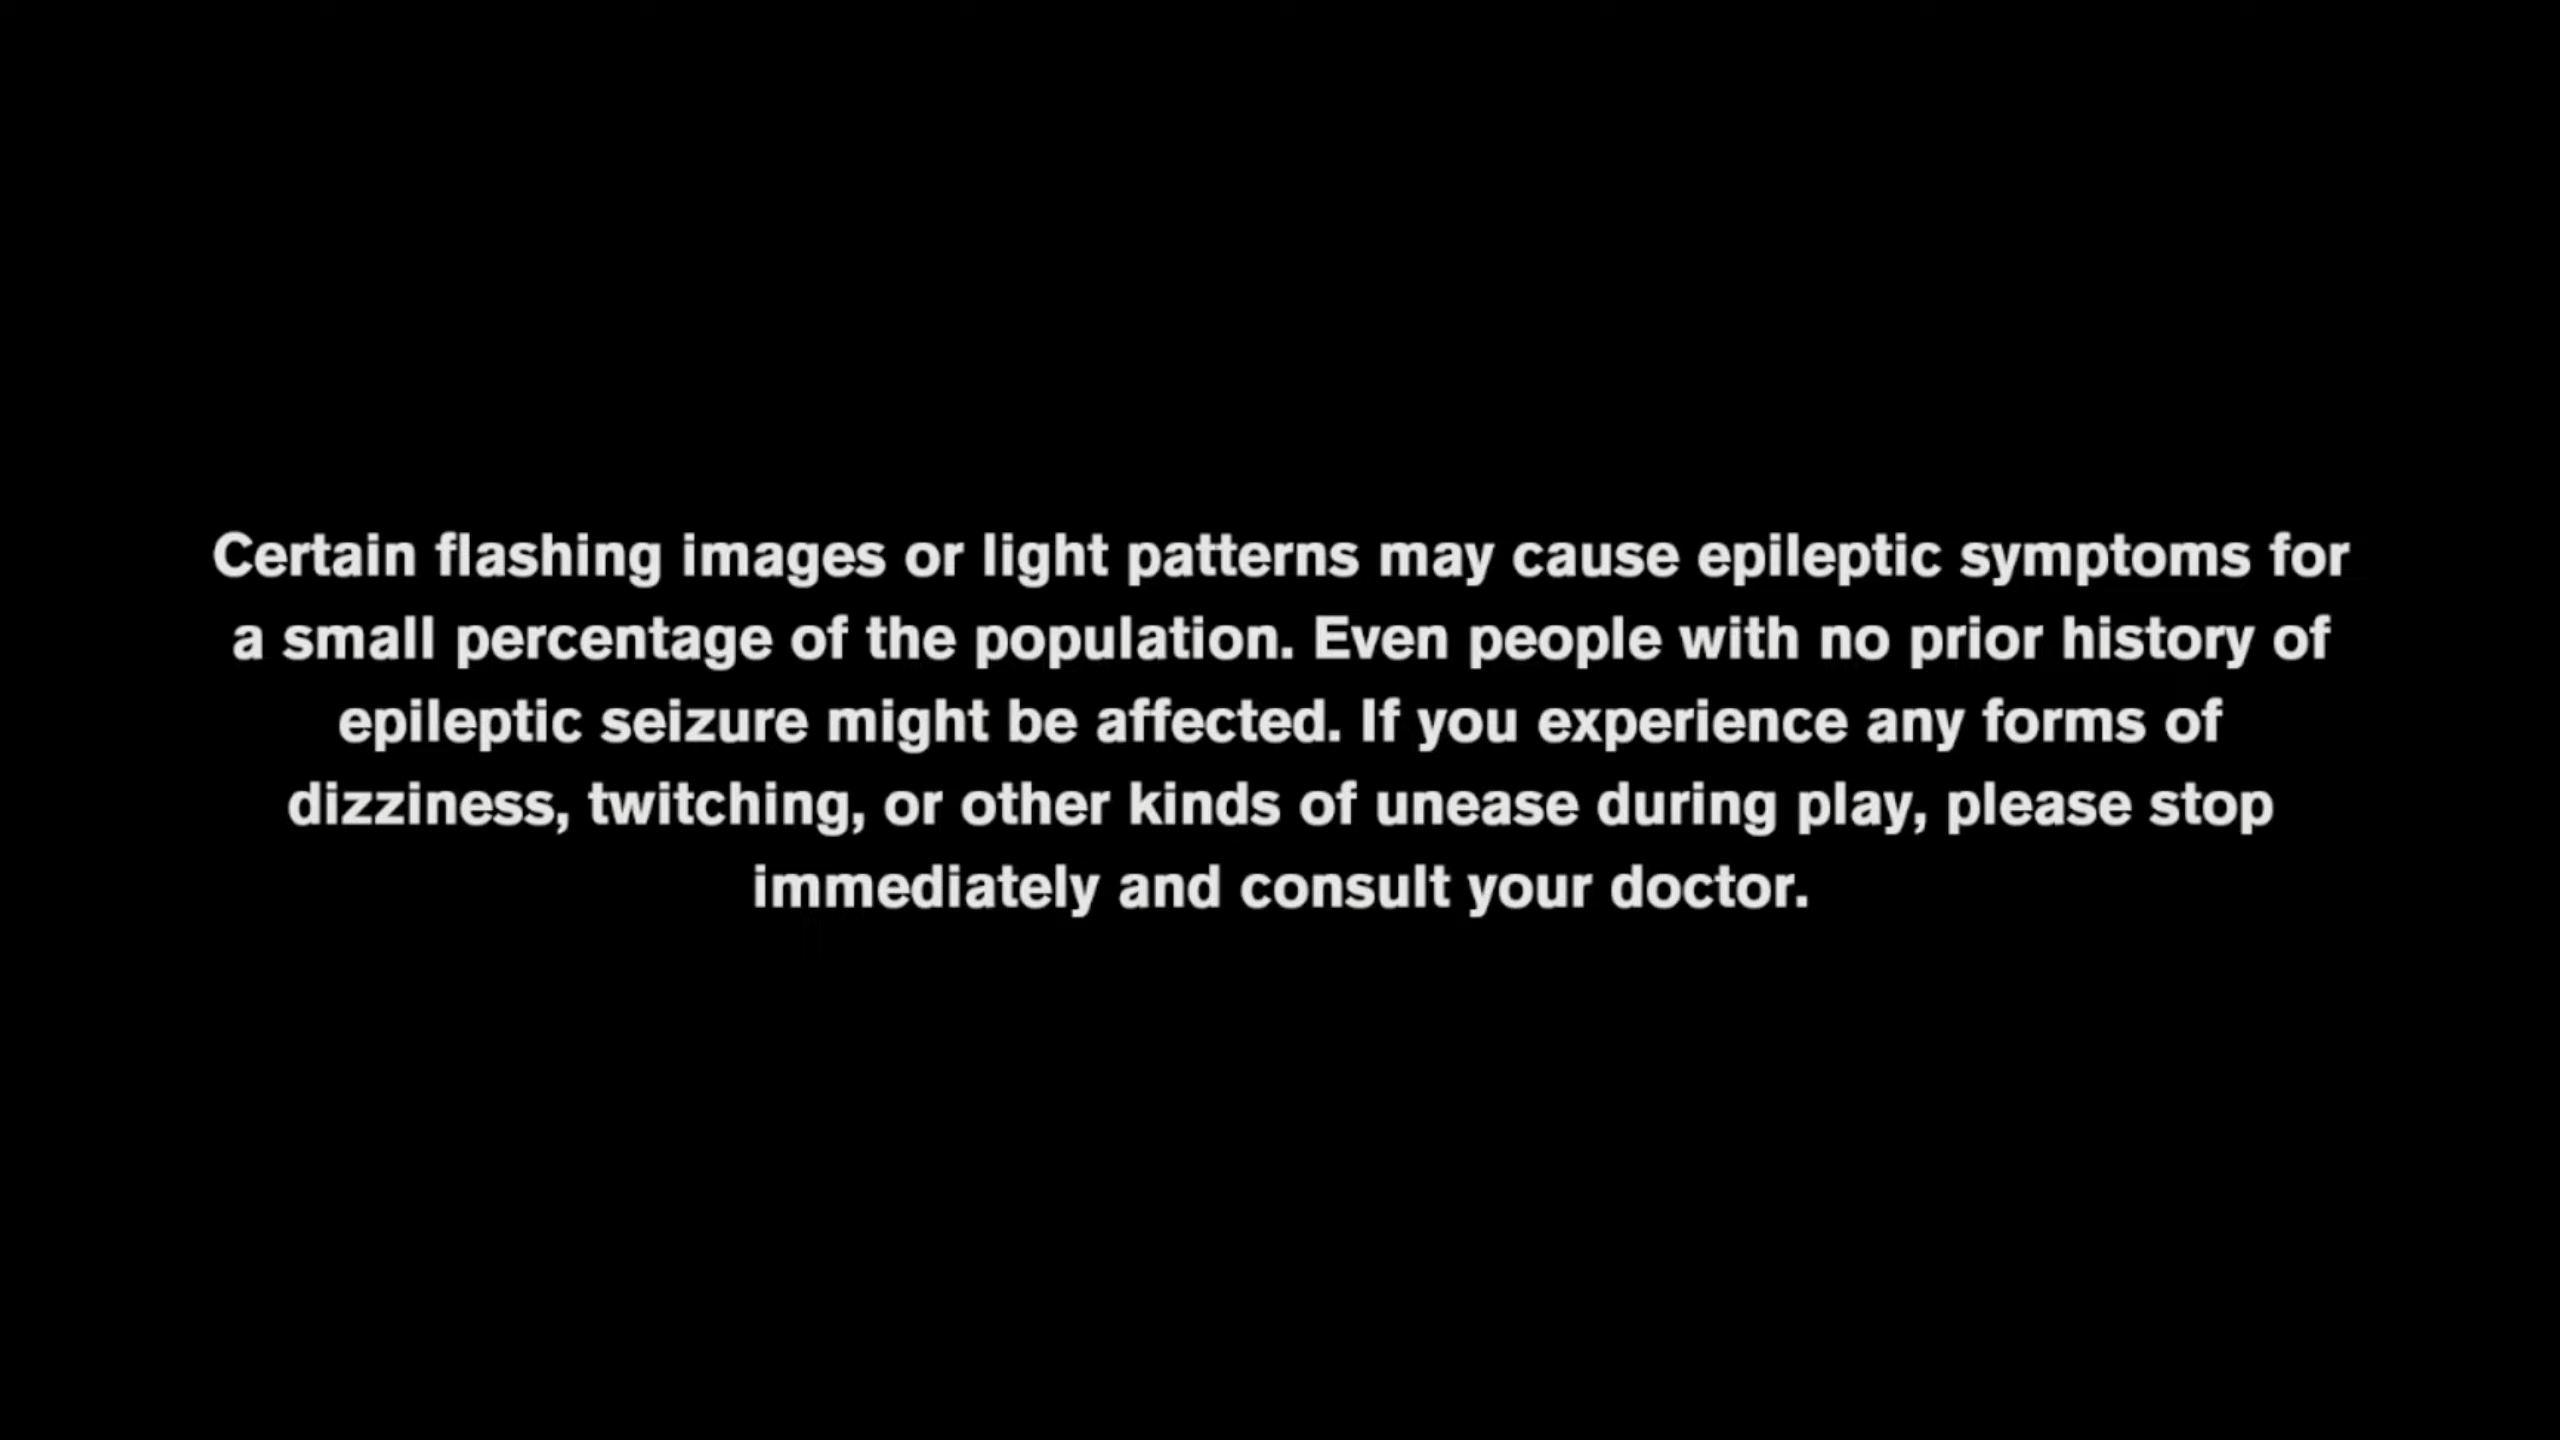 Certain flashing images or light patterns may cause epileptic symptoms for
a small percentage of the population. Even people with no prior history of
epileptic seizure might be affected. If you experience any forms of
dizziness, twitching, or other kinds of unease during play, please stop
immediately and consult your doctor.